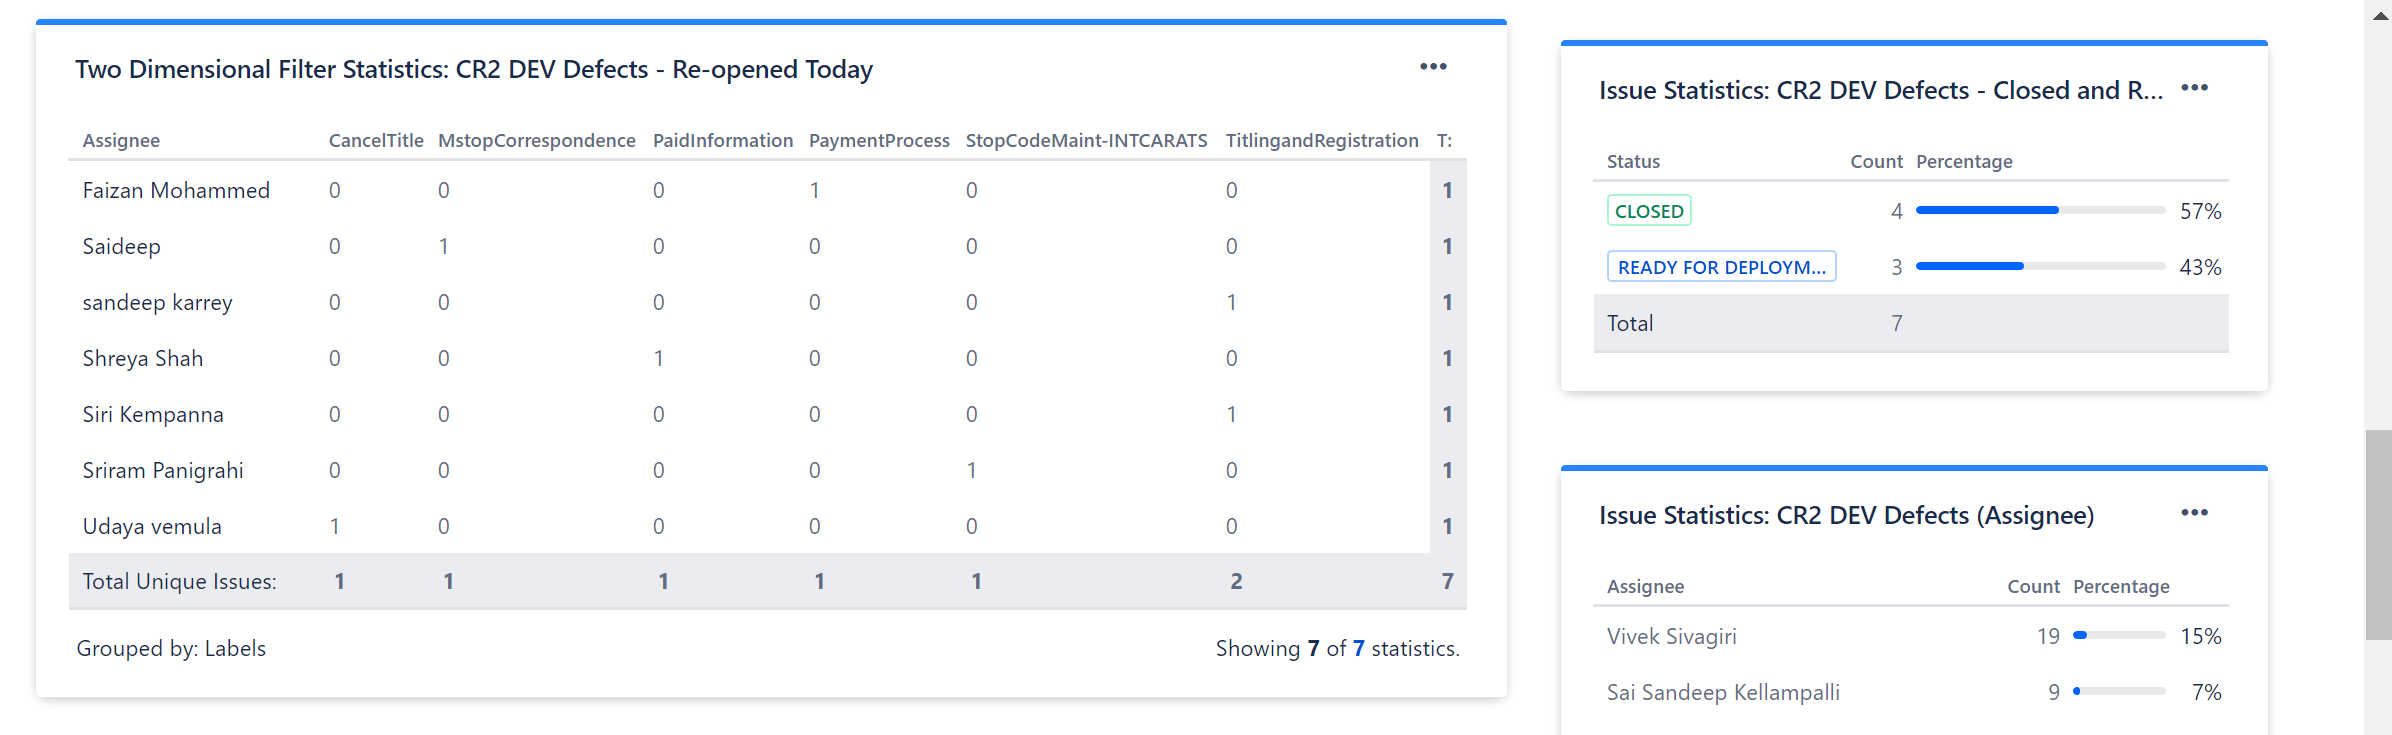 Two Dimensional Filter Statistics: CR2 DEV Defects - Re-opened Today
Assignee CancelTitle MstopCorrespondence PaidInformation PaymentProcess StopCodeMaint-INTCARATS TitlingandRegistration T:
Faizan Mohammed 0 0 0 1 0 0 1
Saideep 0 1 0 0 0 0 1
sandeep karrey 0 0 0 0 0 1 1
Shreya Shah 0 0 1 0 0 0 1
Siri Kempanna 0 0 0 0 0 1 1
Sriram Panigrahi 0 0 0 0 1 0 1
Udaya vemula 1 0 0 0 0 0 1
Total Unique Issues: 1 1 1 1 1 2 7
Grouped by: Labels Showing 7 of 7 statistics.
Issue Statistics: CR2 DEV Defects - Closed and R...
Status Count Percentage
CLOSED 4 57%
READY FOR DEPLOYM... 3 43%
Total 7
Issue Statistics: CR2 DEV Defects (Assignee)
Assignee Count Percentage
Vivek Sivagiri 19 15%
Sai Sandeep Kellampalli 9 7%